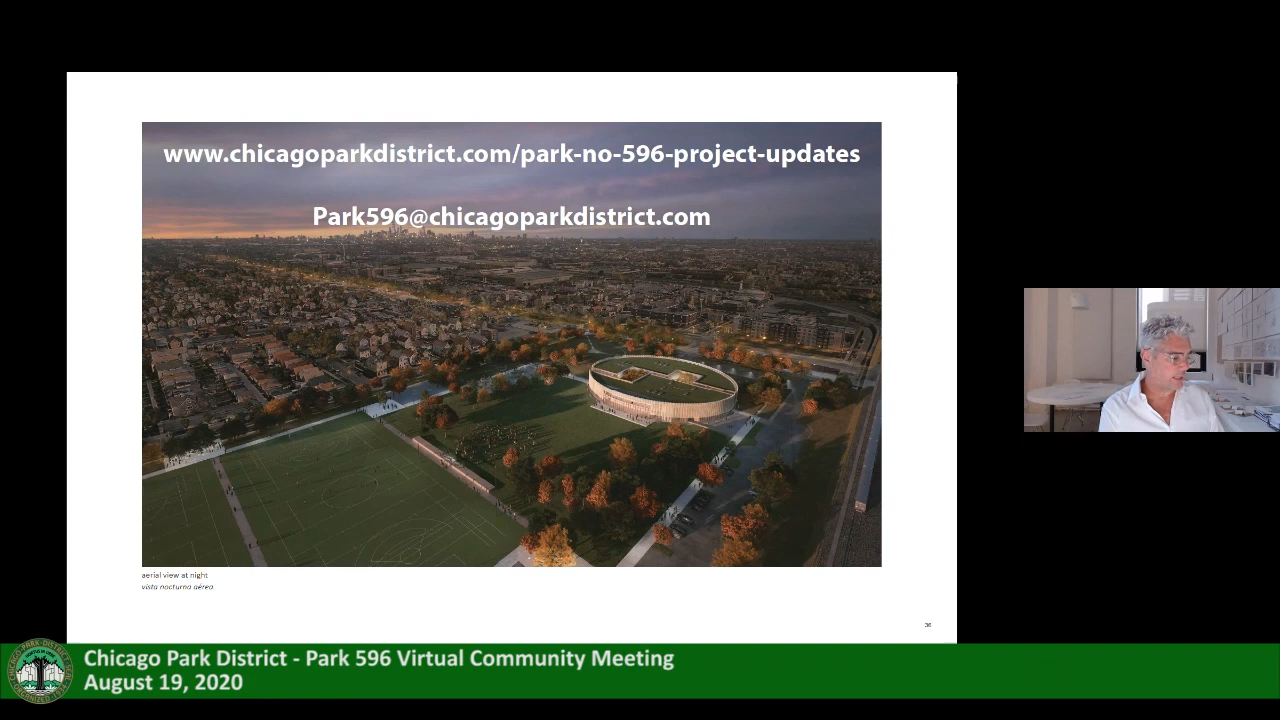 www.chicagoparkdistrict.com/park-no-596-project-updates
Park596@chicagoparkdistrict.com
aerial view at night
vista nocturna aérea
36
Chicago Park District - Park 596 Virtual Community Meeting
August 19, 2020